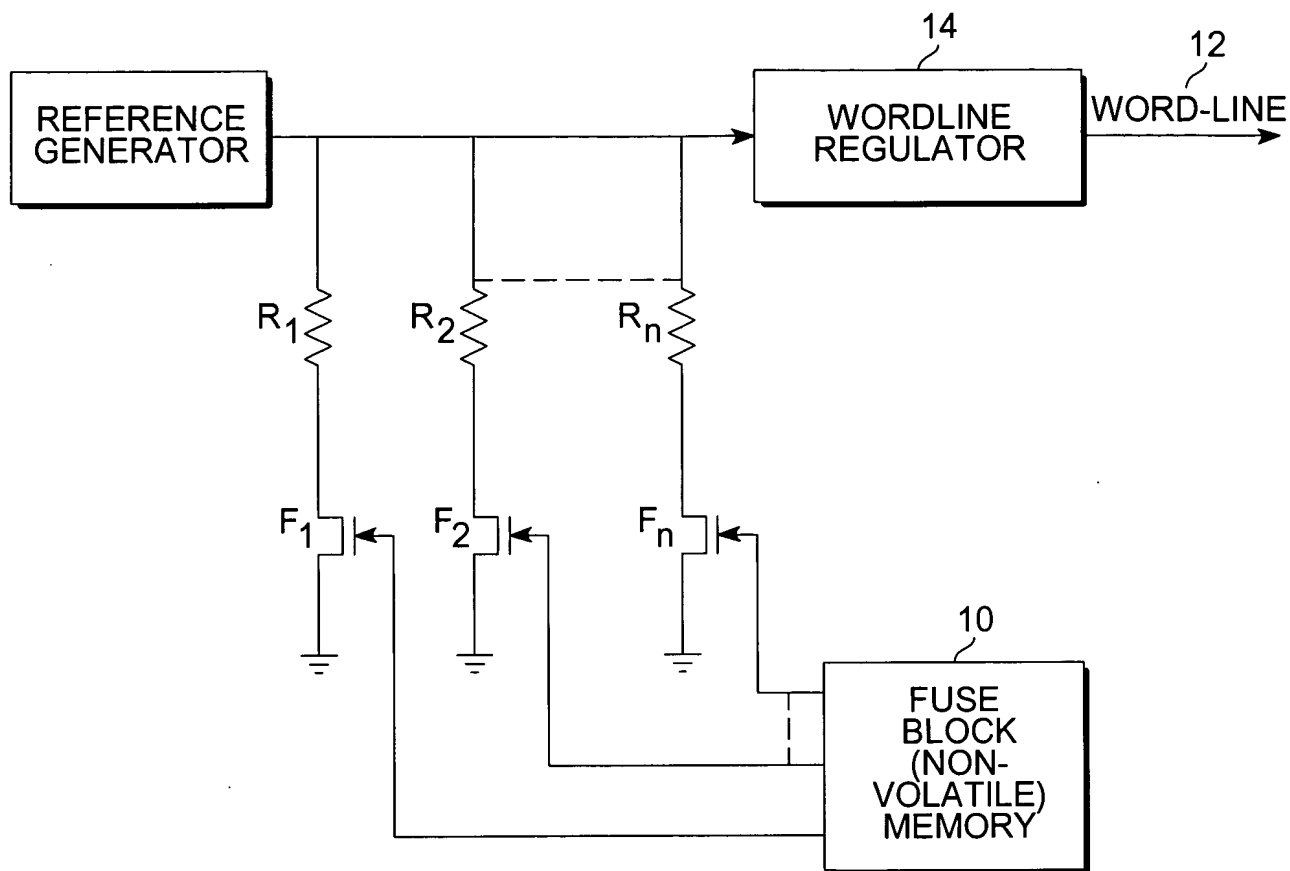 14
12
REFERENCE
GENERATOR
WORDLINE
REGULATOR
WORD-LINE
R1
R2
Rn
F1
F2
Fn
10
FUSE
BLOCK
(NON-
VOLATILE)
MEMORY